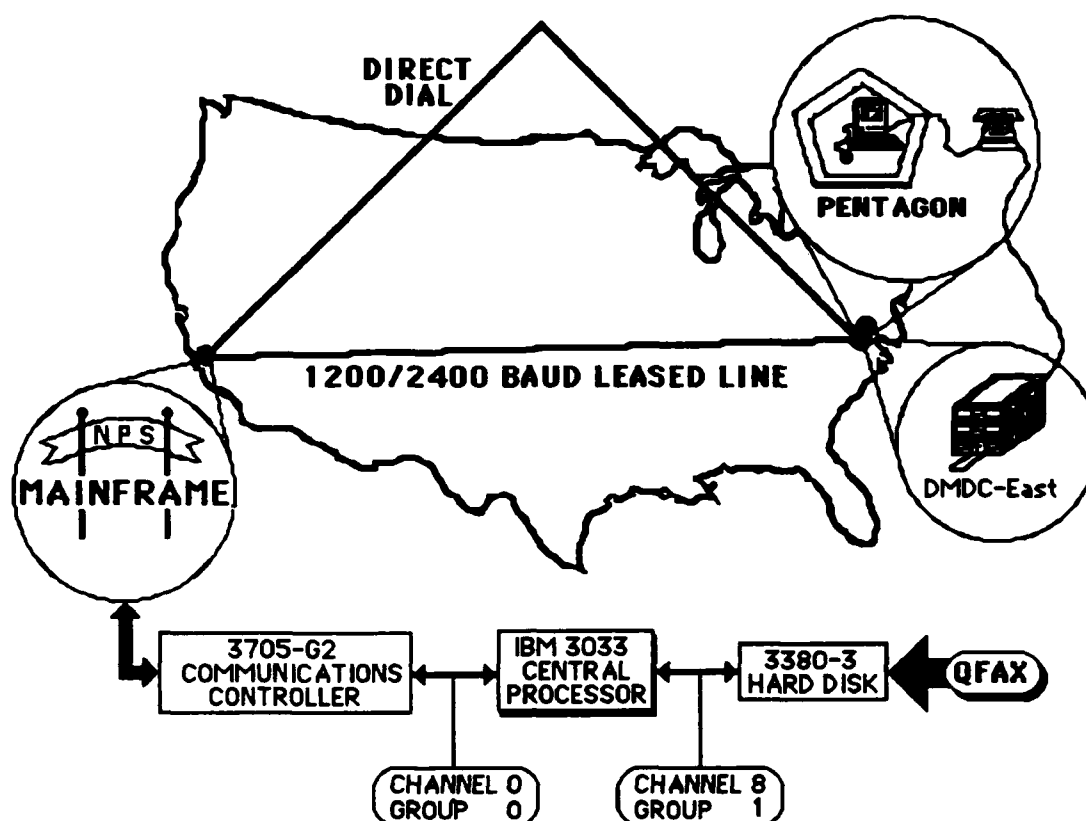 DIRECT
DIAL
PENTAGON
1200/2400 BAUD LEASED LINE
NPS
MAINFRAME
DMDC-East
3705-G2
COMMUNICATIONS
CONTROLLER
IBM 3033
CENTRAL
PROCESSOR
3380-3
HARD DISK
QFAX
CHANNEL 0
GROUP 0
CHANNEL 8
GROUP 1